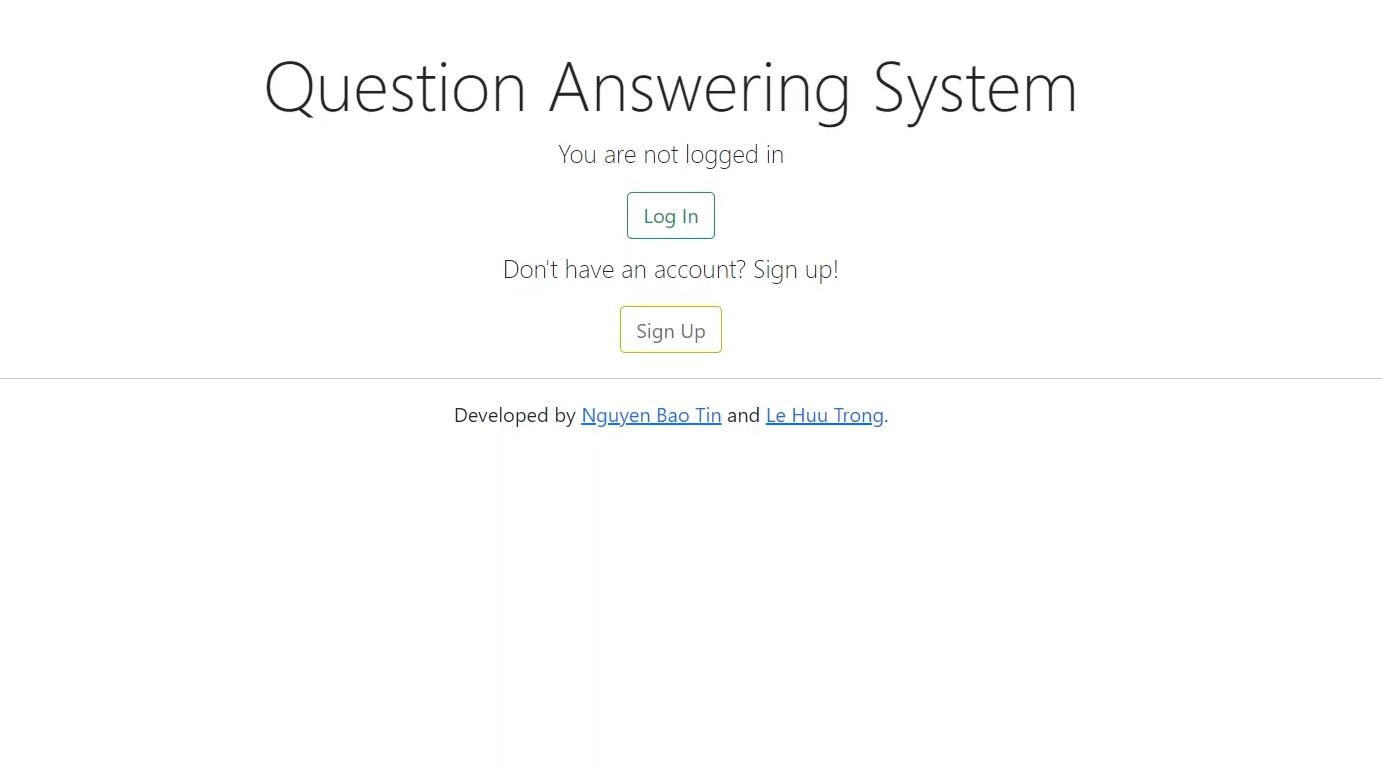 Question Answering System
You are not logged in
Log In
Don't have an account? Sign up!
Sign Up
Developed by Nguyen Bao Tin and Le Huu Trong.